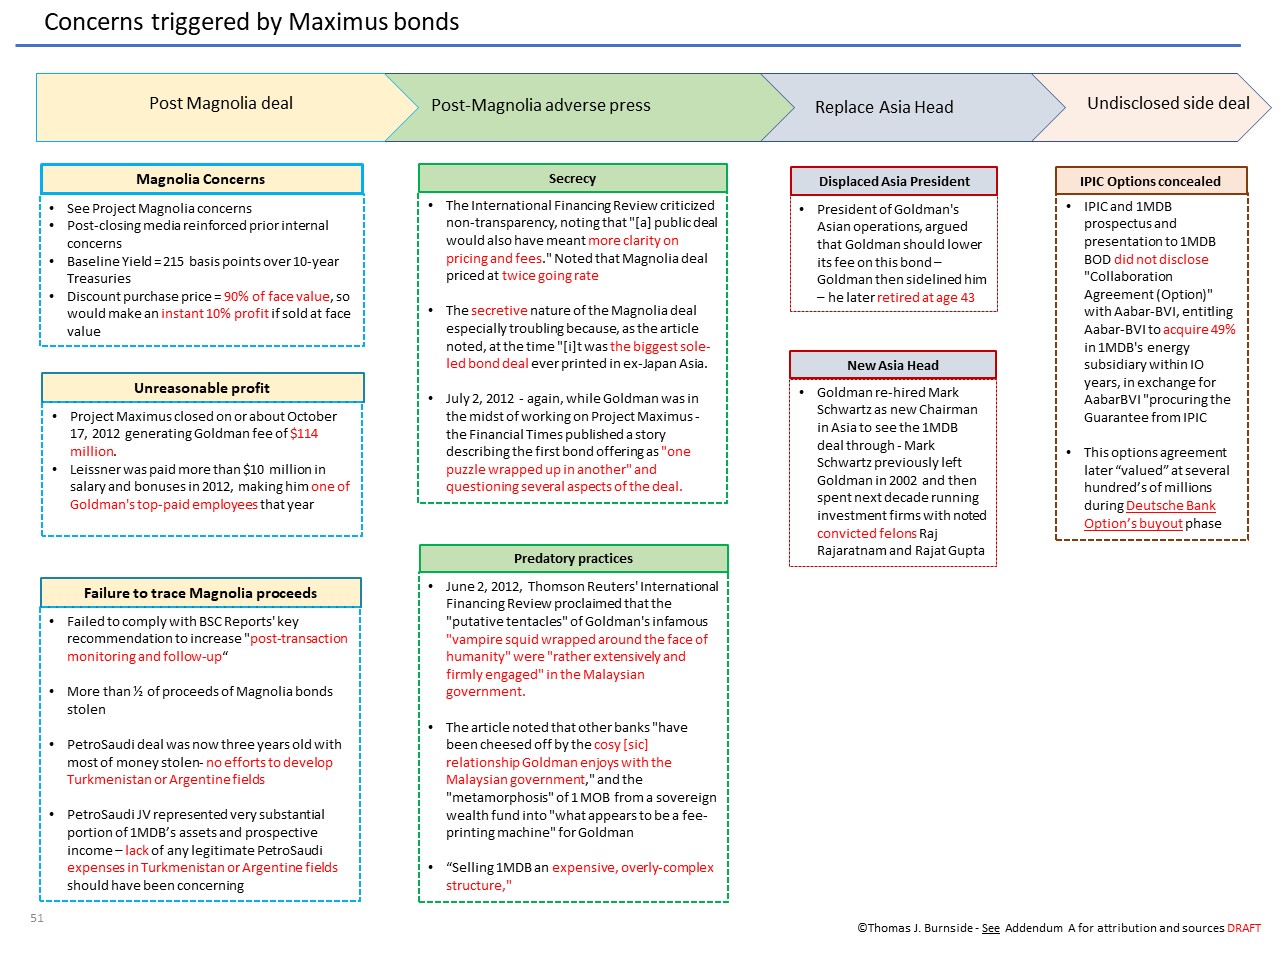 Concerns triggered by Maximus bonds
Post Magnolia deal
Post-Magnolia adverse press
Replace Asia Head
Undisclosed side deal
Magnolia Concerns
• See Project Magnolia concerns
• Post-closing media reinforced prior internal
concerns
• Baseline Yield = 215 basis points over 10-year
Treasuries
• Discount purchase price = 90% of face value, so
would make an instant 10% profit if sold at face
value
Unreasonable profit
• Project Maximus closed on or about October
17, 2012 generating Goldman fee of $114
million.
• Leissner was paid more than $10 million in
salary and bonuses in 2012, making him one of
Goldman's top-paid employees that year
Failure to trace Magnolia proceeds
• Failed to comply with BSC Reports' key
recommendation to increase "post-transaction
monitoring and follow-up“
• More than ½ of proceeds of Magnolia bonds
stolen
• PetroSaudi deal was now three years old with
most of money stolen- no efforts to develop
Turkmenistan or Argentine fields
• PetroSaudi JV represented very substantial
portion of 1MDB’s assets and prospective
income – lack of any legitimate PetroSaudi
expenses in Turkmenistan or Argentine fields
should have been concerning
Secrecy
• The International Financing Review criticized
non-transparency, noting that "[a] public deal
would also have meant more clarity on
pricing and fees." Noted that Magnolia deal
priced at twice going rate
• The secretive nature of the Magnolia deal
especially troubling because, as the article
noted, at the time "[i]t was the biggest sole-
led bond deal ever printed in ex-Japan Asia.
• July 2, 2012 - again, while Goldman was in
the midst of working on Project Maximus -
the Financial Times published a story
describing the first bond offering as "one
puzzle wrapped up in another" and
questioning several aspects of the deal.
Predatory practices
• June 2, 2012, Thomson Reuters' International
Financing Review proclaimed that the
"putative tentacles" of Goldman's infamous
"vampire squid wrapped around the face of
humanity" were "rather extensively and
firmly engaged" in the Malaysian
government.
• The article noted that other banks "have
been cheesed off by the cosy [sic]
relationship Goldman enjoys with the
Malaysian government," and the
"metamorphosis" of 1 MOB from a sovereign
wealth fund into "what appears to be a fee-
printing machine" for Goldman
• “Selling 1MDB an expensive, overly-complex
structure,"
Displaced Asia President
• President of Goldman's
Asian operations, argued
that Goldman should lower
its fee on this bond –
Goldman then sidelined him
– he later retired at age 43
New Asia Head
• Goldman re-hired Mark
Schwartz as new Chairman
in Asia to see the 1MDB
deal through - Mark
Schwartz previously left
Goldman in 2002 and then
spent next decade running
investment firms with noted
convicted felons Raj
Rajaratnam and Rajat Gupta
IPIC Options concealed
• IPIC and 1MDB
prospectus and
presentation to 1MDB
BOD did not disclose
"Collaboration
Agreement (Option)"
with Aabar-BVI, entitling
Aabar-BVI to acquire 49%
in 1MDB's energy
subsidiary within IO
years, in exchange for
AabarBVI "procuring the
Guarantee from IPIC
• This options agreement
later “valued” at several
hundred’s of millions
during Deutsche Bank
Option’s buyout phase
51
©Thomas J. Burnside - See Addendum A for attribution and sources DRAFT